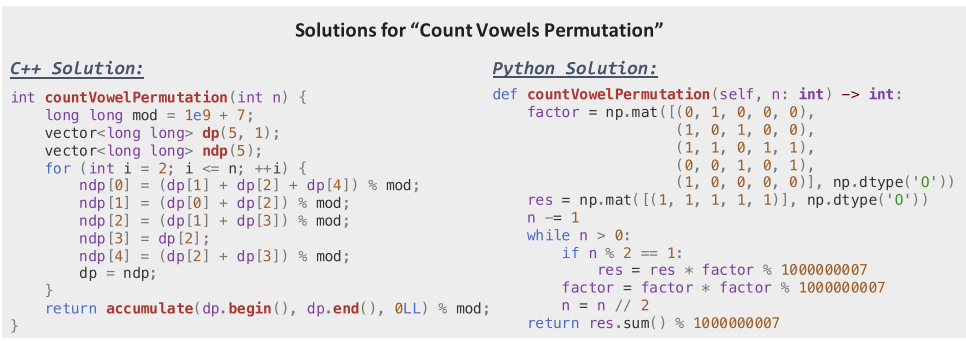 Solutions for “Count Vowels Permutation”
C++ Solution:
int countVowelPermutation(int n) {
    long long mod = 1e9 + 7;
    vector<long long> dp(5, 1);
    vector<long long> ndp(5);
    for (int i = 2; i <= n; ++i) {
        ndp[0] = (dp[1] + dp[2] + dp[4]) % mod;
        ndp[1] = (dp[0] + dp[2]) % mod;
        ndp[2] = (dp[1] + dp[3]) % mod;
        ndp[3] = dp[2];
        ndp[4] = (dp[2] + dp[3]) % mod;
        dp = ndp;
    }
    return accumulate(dp.begin(), dp.end(), 0LL) % mod;
}
Python Solution:
def countVowelPermutation(self, n: int) -> int:
    factor = np.mat([(0, 1, 0, 0, 0),
                     (1, 0, 1, 0, 0),
                     (1, 1, 0, 1, 1),
                     (0, 0, 1, 0, 1),
                     (1, 0, 0, 0, 0)], np.dtype('O'))
    res = np.mat([(1, 1, 1, 1, 1)], np.dtype('O'))
    n -= 1
    while n > 0:
        if n % 2 == 1:
            res = res * factor % 1000000007
        factor = factor * factor % 1000000007
        n = n // 2
    return res.sum() % 1000000007